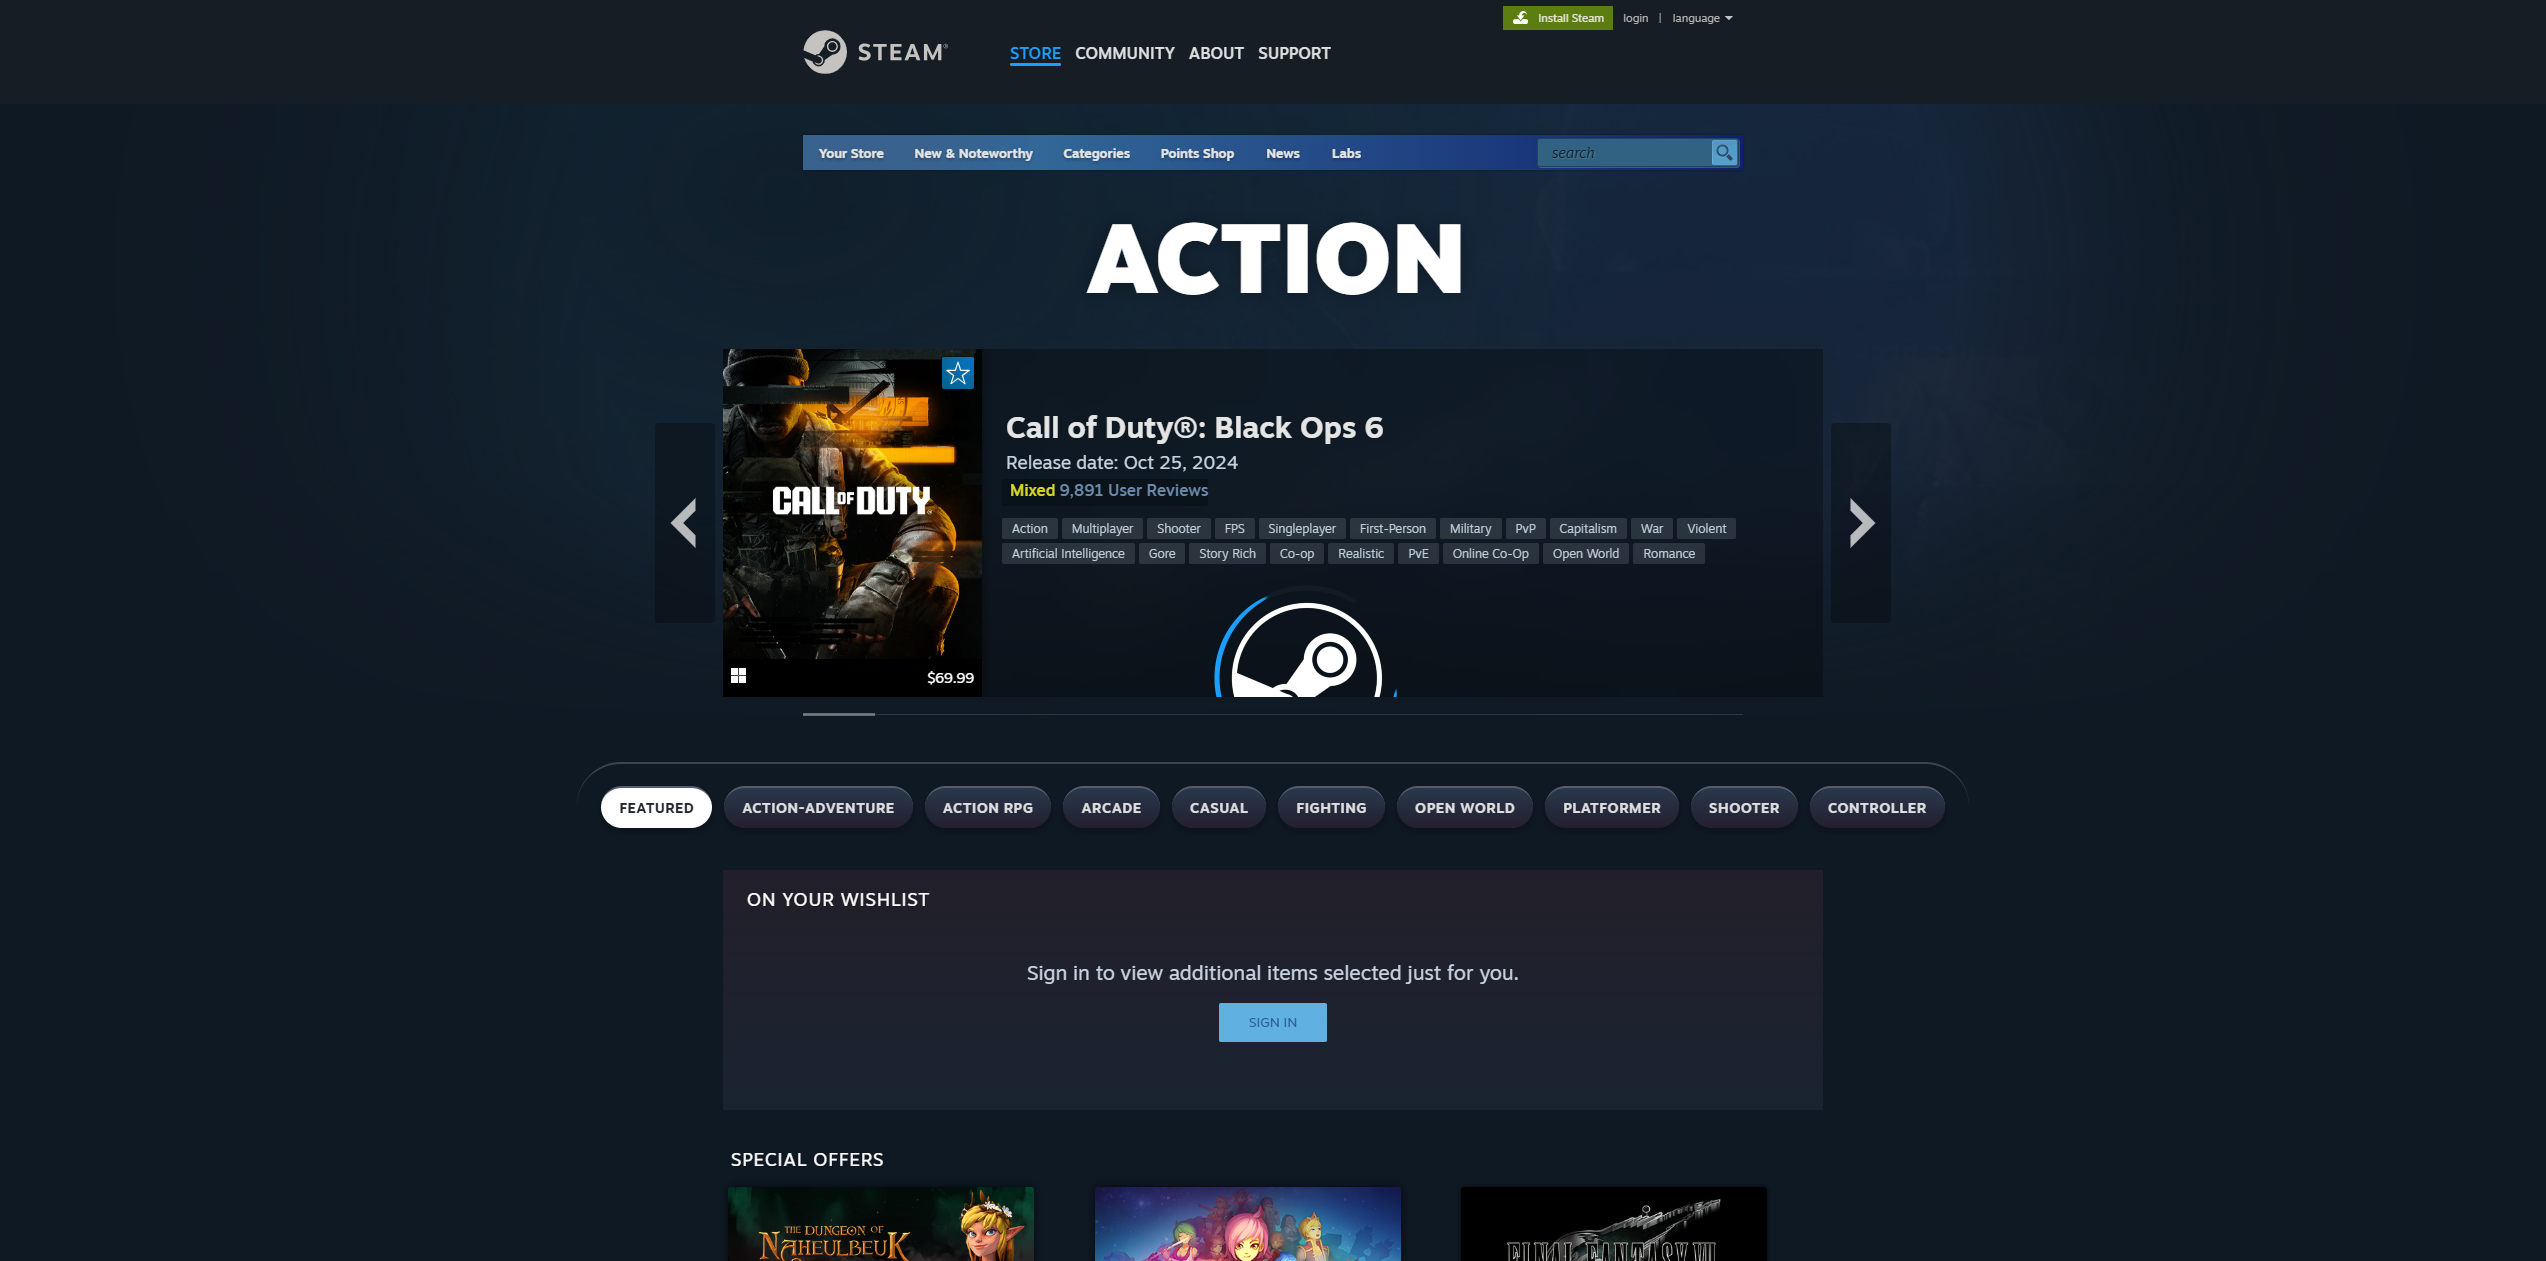 Install Steam
login | language
STEAM®
STORE COMMUNITY ABOUT SUPPORT
Your Store New & Noteworthy Categories Points Shop News Labs
search
ACTION
CALL OF DUTY
$69.99
Call of Duty®: Black Ops 6
Release date: Oct 25, 2024
Mixed 9,891 User Reviews
Action Multiplayer Shooter FPS Singleplayer First-Person Military PvP Capitalism War Violent
Artificial Intelligence Gore Story Rich Co-op Realistic PvE Online Co-Op Open World Romance
FEATURED ACTION-ADVENTURE ACTION RPG ARCADE CASUAL FIGHTING OPEN WORLD PLATFORMER SHOOTER CONTROLLER
ON YOUR WISHLIST
Sign in to view additional items selected just for you.
SIGN IN
SPECIAL OFFERS
THE DUNGEON OF
NAHEULBEUK
FINAL FANTASY VII